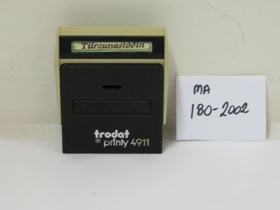 Tilraunastöðin
trodat
® printy 4911
MA
180-2002